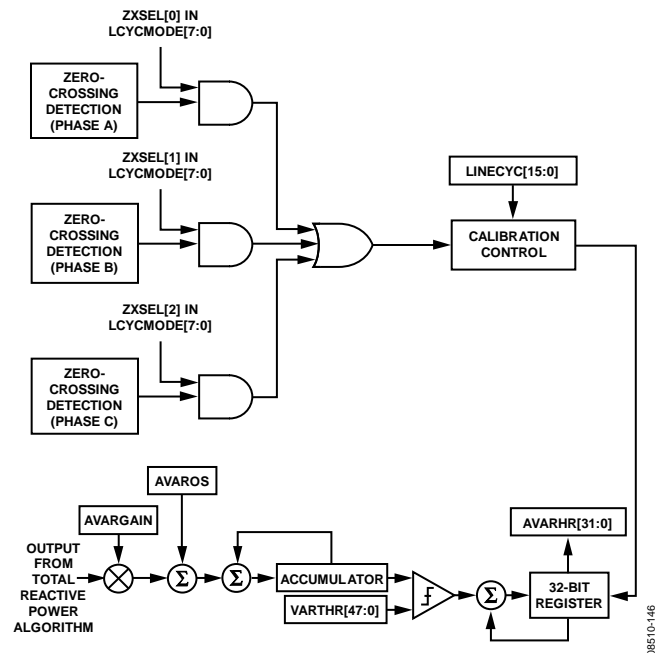 ZXSEL[0] IN
LCYCMODE[7:0]
ZERO-
CROSSING
DETECTION
(PHASE A)
ZXSEL[1] IN
LCYCMODE[7:0]
ZERO-
CROSSING
DETECTION
(PHASE B)
ZXSEL[2] IN
LCYCMODE[7:0]
ZERO-
CROSSING
DETECTION
(PHASE C)
LINECYC[15:0]
CALIBRATION
CONTROL
AVAROS
AVARGAIN
OUTPUT
FROM
TOTAL
REACTIVE
POWER
ALGORITHM
Σ
Σ
ACCUMULATOR
VARTHR[47:0]
Σ
AVARHR[31:0]
32-BIT
REGISTER
08510-146